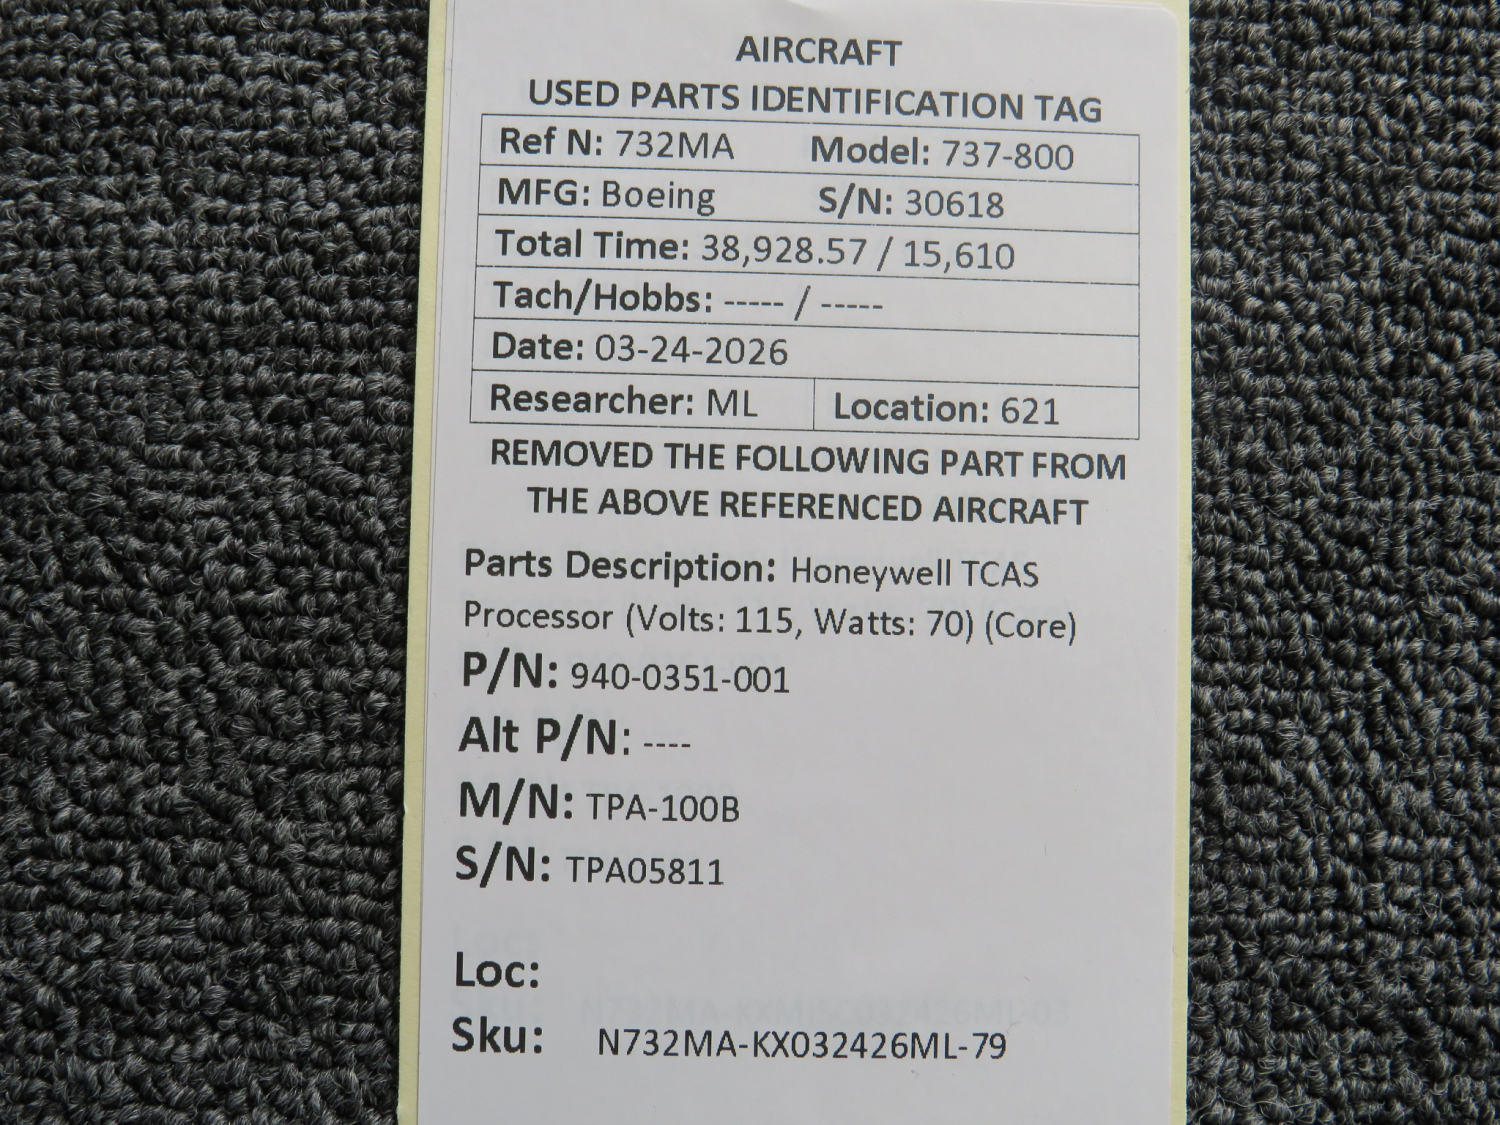 AIRCRAFT
USED PARTS IDENTIFICATION TAG
Ref N: 732MA Model: 737-800
MFG: Boeing S/N: 30618
Total Time: 38,928.57 / 15,610
Tach/Hobbs: ----- / -----
Date: 03-24-2026
Researcher: ML Location: 621
REMOVED THE FOLLOWING PART FROM
THE ABOVE REFERENCED AIRCRAFT
Parts Description: Honeywell TCAS
Processor (Volts: 115, Watts: 70) (Core)
P/N: 940-0351-001
Alt P/N: ----
M/N: TPA-100B
S/N: TPA05811
Loc:
Sku: N732MA-KX032426ML-79